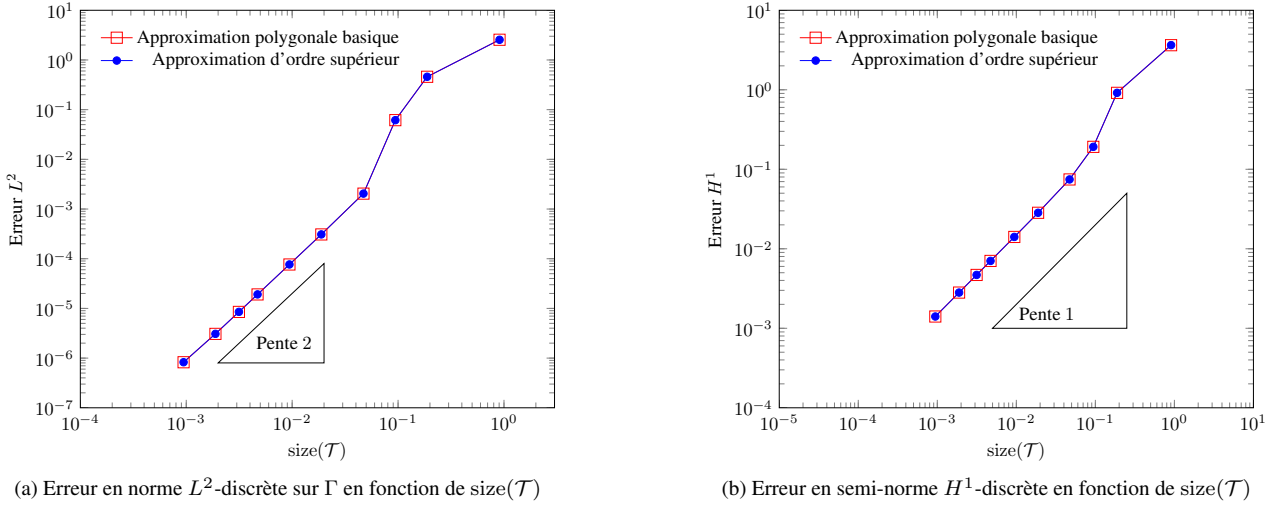 10^1
10^0
10^-1
10^-2
10^-3
10^-4
10^-5
10^-6
10^-7
Erreur L^2
Approximation polygonale basique
Approximation d'ordre supérieur
Pente 2
10^-4
10^-3
10^-2
10^-1
10^0
size(𝒯)
(a) Erreur en norme L^2-discrète sur Γ en fonction de size(𝒯)
10^1
10^0
10^-1
10^-2
10^-3
10^-4
Erreur H^1
Approximation polygonale basique
Approximation d'ordre supérieur
Pente 1
10^-5
10^-4
10^-3
10^-2
10^-1
10^0
10^1
size(𝒯)
(b) Erreur en semi-norme H^1-discrète en fonction de size(𝒯)